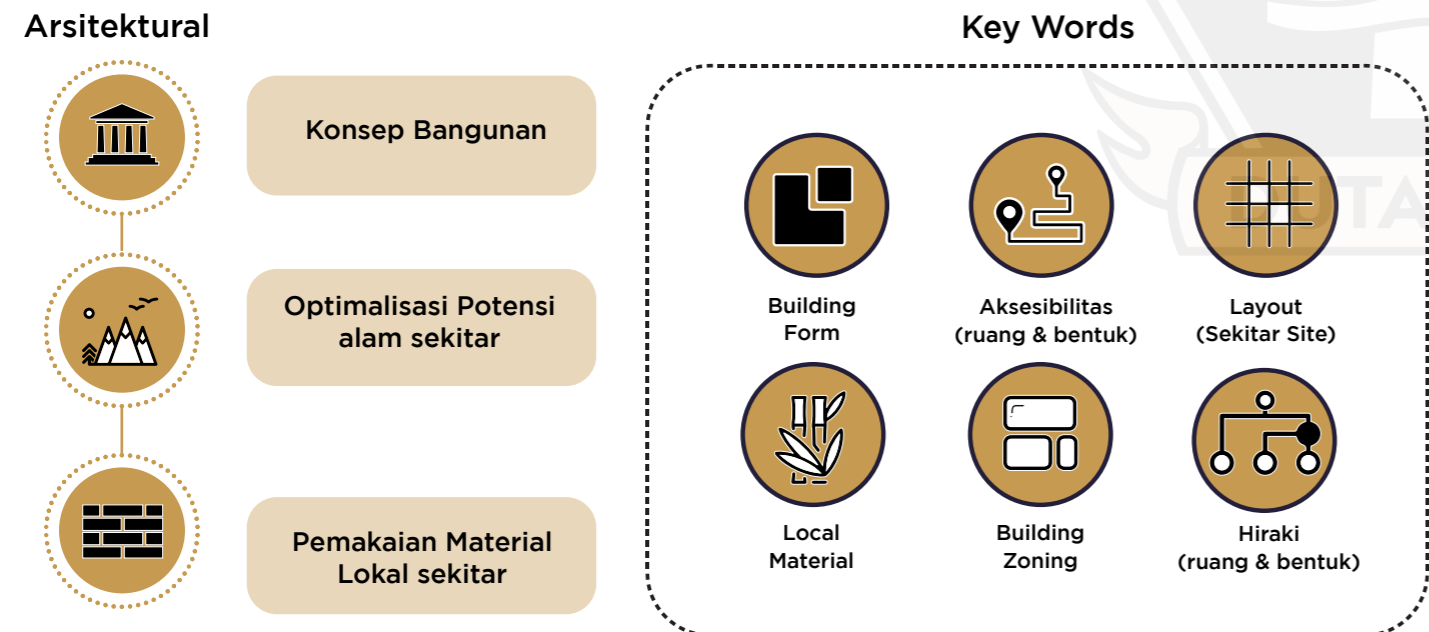 Arsitektural
Konsep Bangunan
Optimalisasi Potensi
alam sekitar
Pemakaian Material
Lokal sekitar
Key Words
Building
Form
Aksesibilitas
(ruang & bentuk)
Layout
(Sekitar Site)
Local
Material
Building
Zoning
Hiraki
(ruang & bentuk)
DUTA